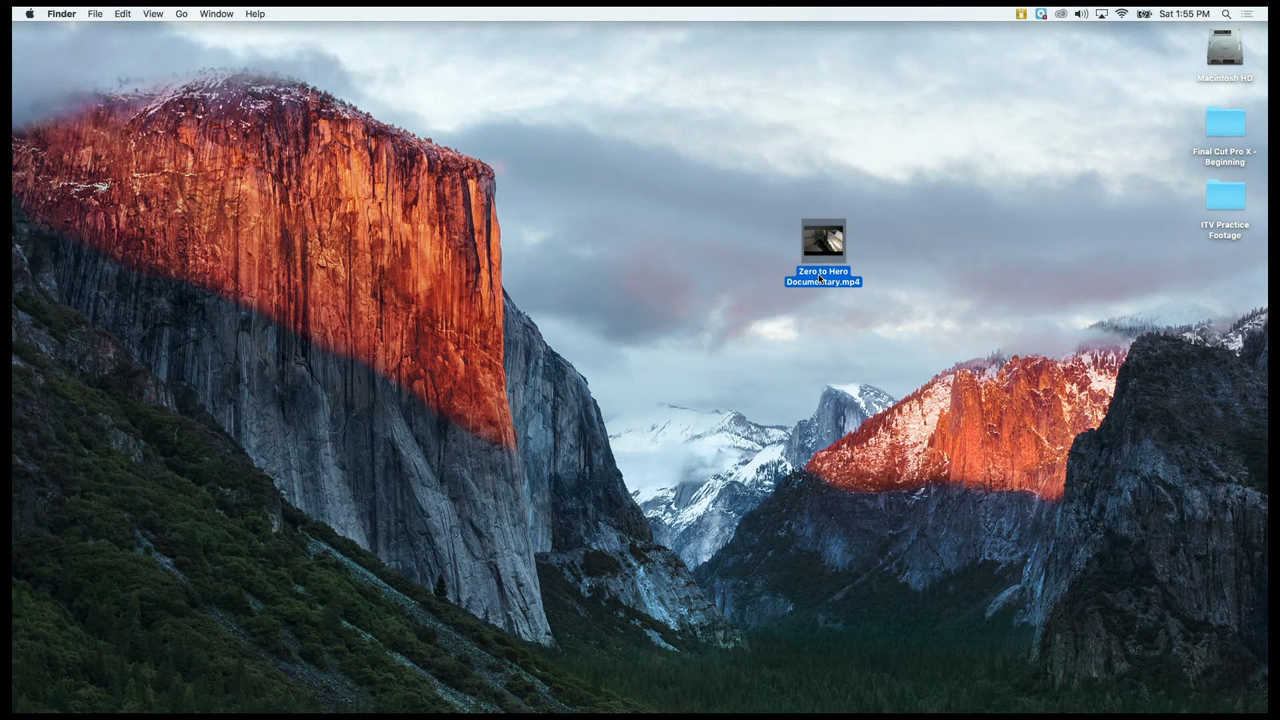 Finder File Edit View Go Window Help Sat 1:55 PM
Macintosh HD
Final Cut Pro X -
Beginning
ITV Practice
Footage
Zero to Hero
Documentary.mp4